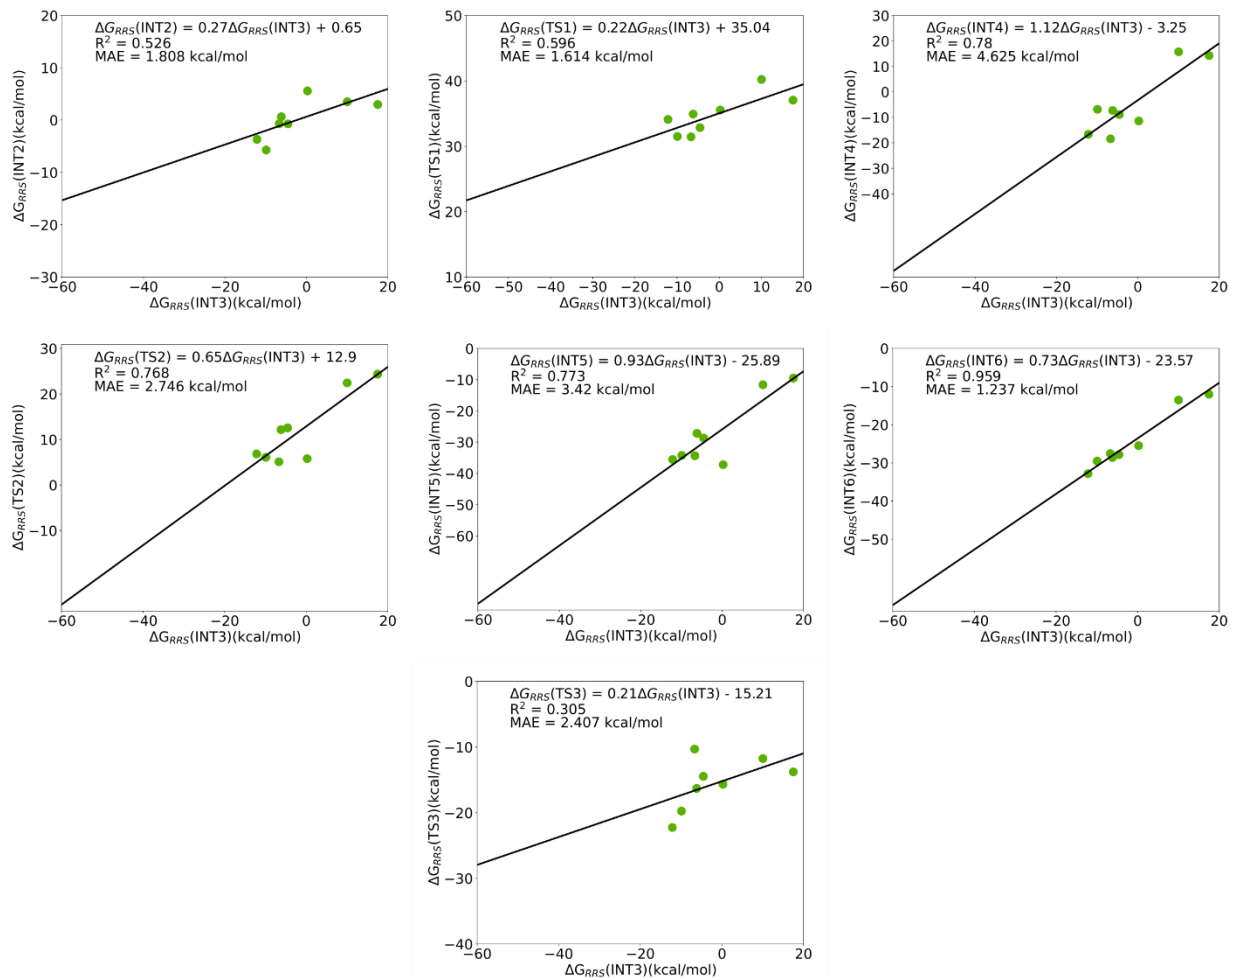 ΔG_RRS(INT2) = 0.27ΔG_RRS(INT3) + 0.65
R² = 0.526
MAE = 1.808 kcal/mol
20
10
0
−10
−20
−30
ΔG_RRS(INT2)(kcal/mol)
−60 −40 −20 0 20
ΔG_RRS(INT3)(kcal/mol)
ΔG_RRS(TS1) = 0.22ΔG_RRS(INT3) + 35.04
R² = 0.596
MAE = 1.614 kcal/mol
50
40
30
20
10
ΔG_RRS(TS1)(kcal/mol)
−60 −50 −40 −30 −20 −10 0 10 20
ΔG_RRS(INT3)(kcal/mol)
ΔG_RRS(INT4) = 1.12ΔG_RRS(INT3) - 3.25
R² = 0.78
MAE = 4.625 kcal/mol
30
20
10
0
−10
−20
−30
−40
ΔG_RRS(INT4)(kcal/mol)
−60 −40 −20 0 20
ΔG_RRS(INT3)(kcal/mol)
ΔG_RRS(TS2) = 0.65ΔG_RRS(INT3) + 12.9
R² = 0.768
MAE = 2.746 kcal/mol
30
20
10
0
−10
ΔG_RRS(TS2)(kcal/mol)
−60 −40 −20 0 20
ΔG_RRS(INT3)(kcal/mol)
ΔG_RRS(INT5) = 0.93ΔG_RRS(INT3) - 25.89
R² = 0.773
MAE = 3.42 kcal/mol
0
−10
−20
−30
−40
−50
−60
ΔG_RRS(INT5)(kcal/mol)
−60 −40 −20 0 20
ΔG_RRS(INT3)(kcal/mol)
ΔG_RRS(INT6) = 0.73ΔG_RRS(INT3) - 23.57
R² = 0.959
MAE = 1.237 kcal/mol
0
−10
−20
−30
−40
−50
ΔG_RRS(INT6)(kcal/mol)
−60 −40 −20 0 20
ΔG_RRS(INT3)(kcal/mol)
ΔG_RRS(TS3) = 0.21ΔG_RRS(INT3) - 15.21
R² = 0.305
MAE = 2.407 kcal/mol
0
−10
−20
−30
−40
ΔG_RRS(TS3)(kcal/mol)
−60 −40 −20 0 20
ΔG_RRS(INT3)(kcal/mol)